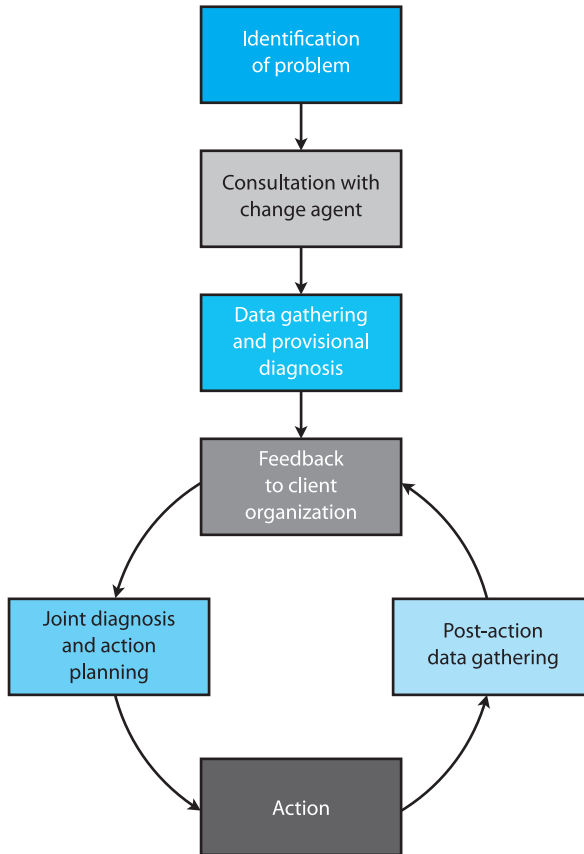 Identification
of problem
Consultation with
change agent
Data gathering
and provisional
diagnosis
Feedback
to client
organization
Joint diagnosis
and action
planning
Post-action
data gathering
Action